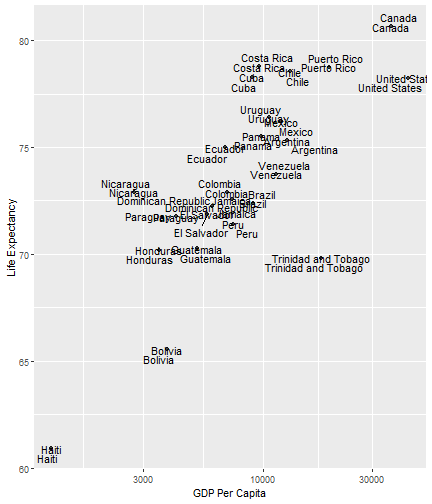 Canada
Canada
80
Costa Rica
Puerto Rico
Costa Rica
Puerto Rico
Chile
Cuba
Chile
United Stat
Cuba
United States
Uruguay
Uruguay
Mexico
Mexico
Panama
Argentina
Panama
Argentina
75
Ecuador
Ecuador
Venezuela
Venezuela
Nicaragua
Colombia
Nicaragua
Colombia
Brazil
Dominican Republic
Jamaica
Brazil
Dominican Republic
Jamaica
Paraguay
Paraguay
El Salvador
Peru
El Salvador
Peru
Honduras
Guatemala
Honduras
Guatemala
70
Trinidad and Tobago
Trinidad and Tobago
65
Bolivia
Bolivia
Haiti
Haiti
60
3000
10000
30000
GDP Per Capita
Life Expectancy